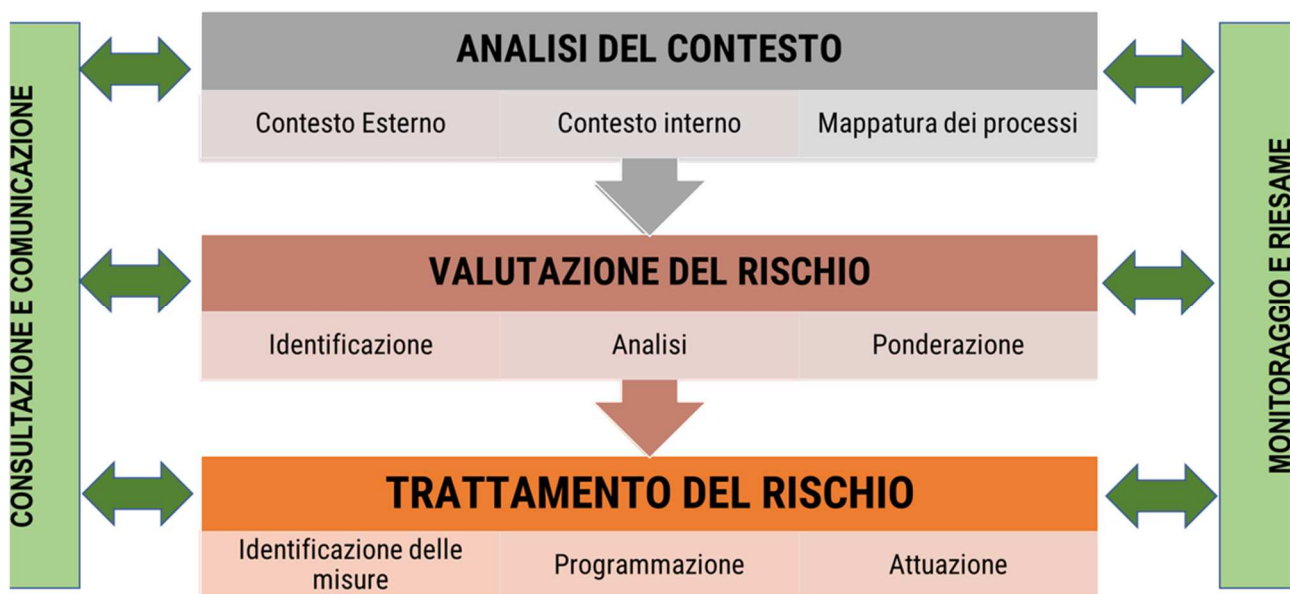 CONSULTAZIONE E COMUNICAZIONE
ANALISI DEL CONTESTO
Contesto Esterno
Contesto interno
Mappatura dei processi
VALUTAZIONE DEL RISCHIO
Identificazione
Analisi
Ponderazione
TRATTAMENTO DEL RISCHIO
Identificazione delle
misure
Programmazione
Attuazione
MONITORAGGIO E RIESAME